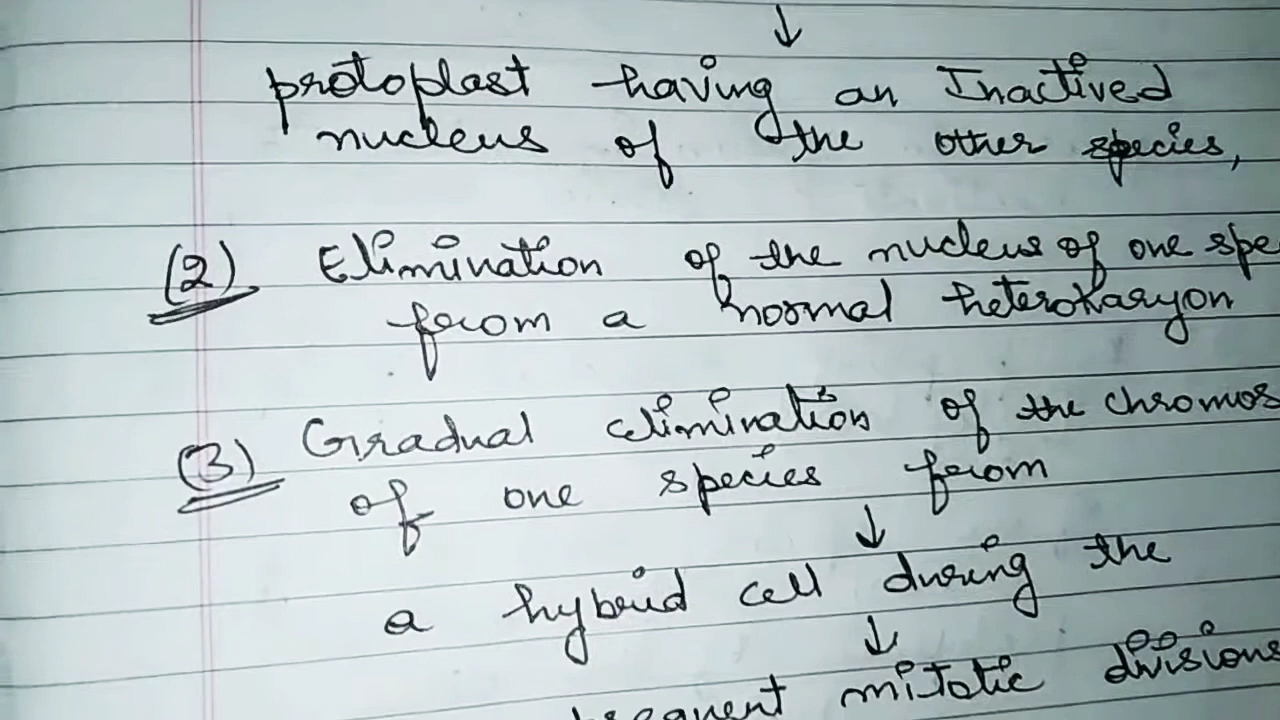 ↓
protoplast having an Inactived
nucleus of the other species,
(2) Elimination of the nucleus of one spe
from a normal heterokaryon
(3) Gradual elimination of the chromos
of one species from
↓
a hybrid cell during the
↓
sequent mitotic divisions